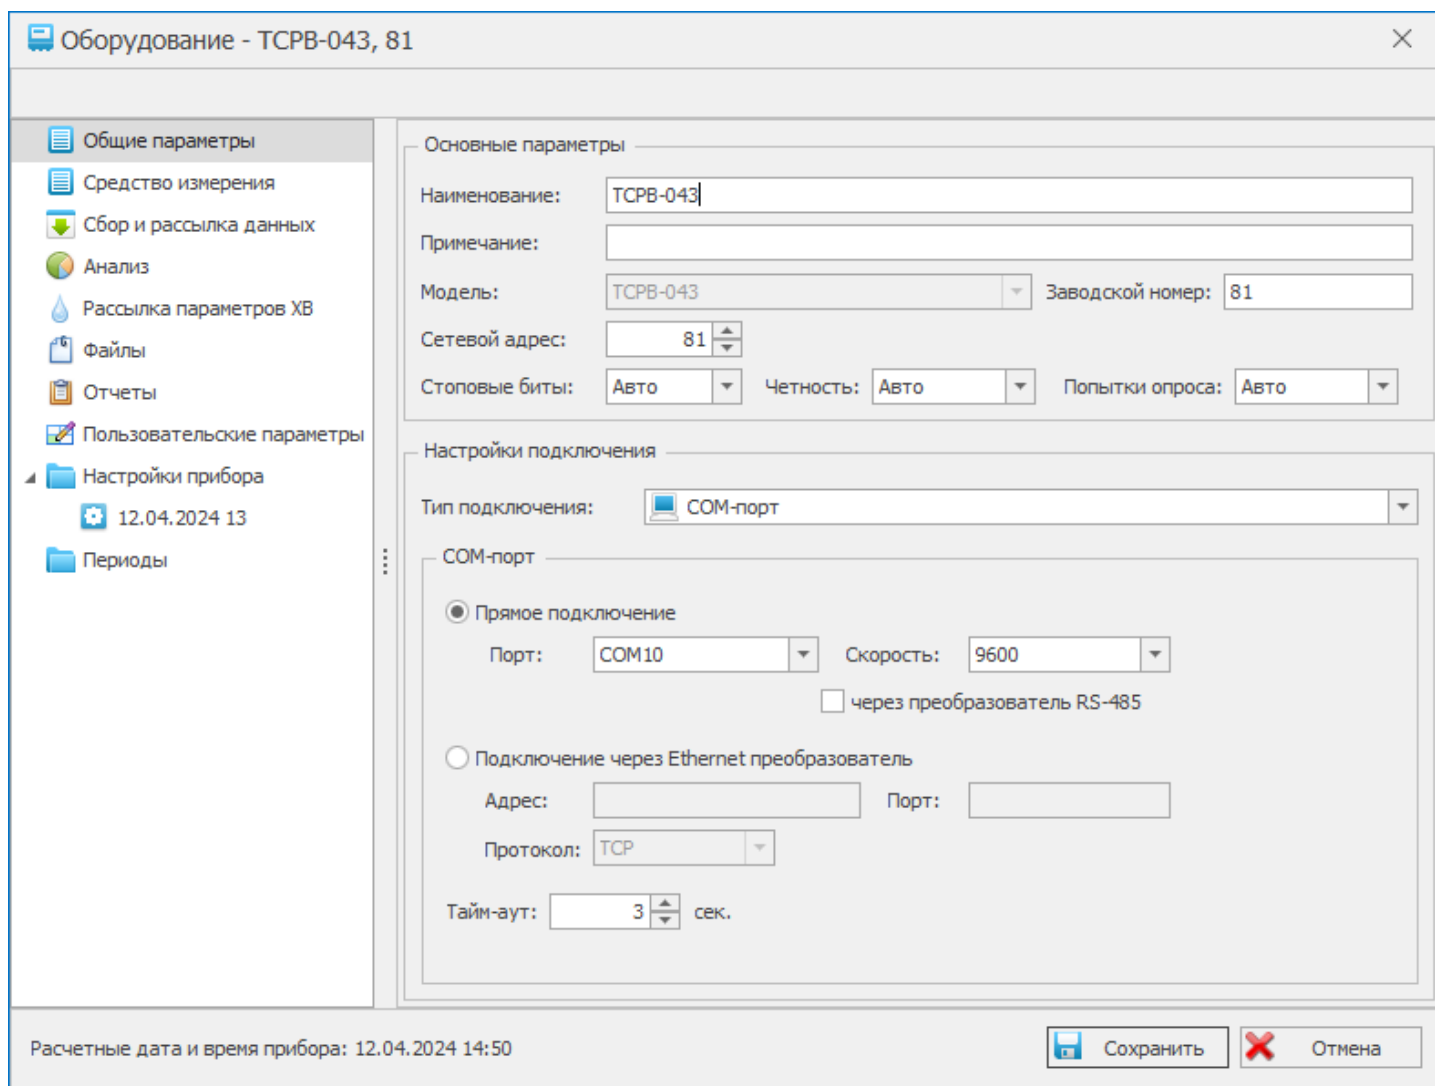 Оборудование - ТСРВ-043, 81
Общие параметры
Средство измерения
Сбор и рассылка данных
Анализ
Рассылка параметров ХВ
Файлы
Отчеты
Пользовательские параметры
Настройки прибора
12.04.2024 13
Периоды
Основные параметры
Наименование: ТСРВ-043
Примечание:
Модель: ТСРВ-043 Заводской номер: 81
Сетевой адрес: 81
Стоповые биты: Авто Четность: Авто Попытки опроса: Авто
Настройки подключения
Тип подключения: COM-порт
COM-порт
Прямое подключение
Порт: COM10 Скорость: 9600
через преобразователь RS-485
Подключение через Ethernet преобразователь
Адрес: Порт:
Протокол: TCP
Тайм-аут: 3 сек.
Расчетные дата и время прибора: 12.04.2024 14:50
Сохранить Отмена